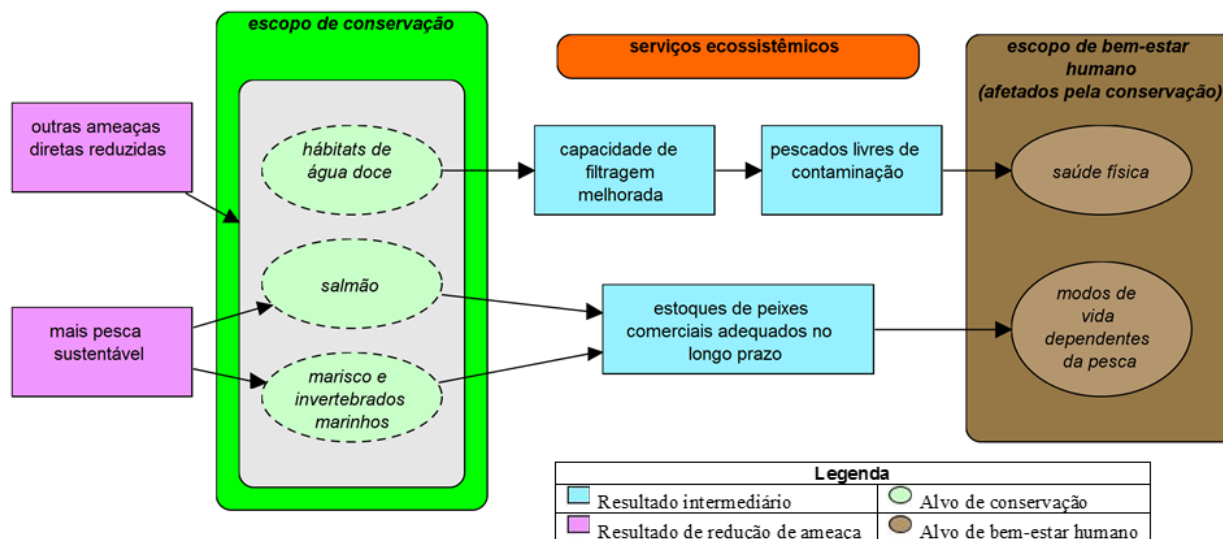 escopo de conservação
serviços ecossistêmicos
escopo de bem-estar
humano
(afetados pela conservação)
outras ameaças
diretas reduzidas
hábitats de
água doce
capacidade de
filtragem
melhorada
pescados livres de
contaminação
saúde física
mais pesca
sustentável
salmão
marisco e
invertebrados
marinhos
estoques de peixes
comerciais adequados no
longo prazo
modos de
vida
dependentes
da pesca
Legenda
Resultado intermediário
Alvo de conservação
Resultado de redução de ameaça
Alvo de bem-estar humano